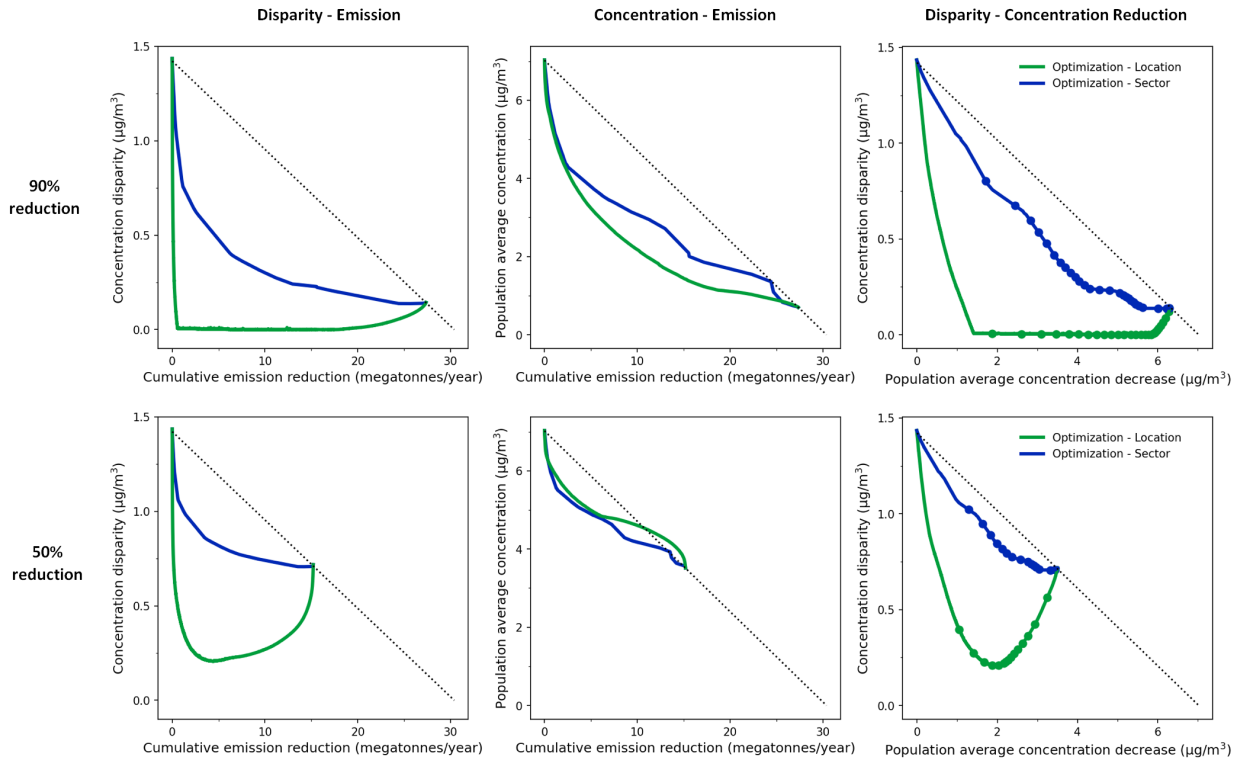 Disparity - Emission
Concentration - Emission
Disparity - Concentration Reduction
90%
reduction
Concentration disparity (μg/m³)
1.5
1.0
0.5
0.0
0
10
20
30
Cumulative emission reduction (megatonnes/year)
Population average concentration (μg/m³)
6
4
2
0
0
10
20
30
Cumulative emission reduction (megatonnes/year)
Concentration disparity (μg/m³)
1.5
1.0
0.5
0.0
Optimization - Location
Optimization - Sector
0
2
4
6
Population average concentration decrease (μg/m³)
50%
reduction
Concentration disparity (μg/m³)
1.5
1.0
0.5
0.0
0
10
20
30
Cumulative emission reduction (megatonnes/year)
Population average concentration (μg/m³)
6
4
2
0
0
10
20
30
Cumulative emission reduction (megatonnes/year)
Concentration disparity (μg/m³)
1.5
1.0
0.5
0.0
Optimization - Location
Optimization - Sector
0
2
4
6
Population average concentration decrease (μg/m³)